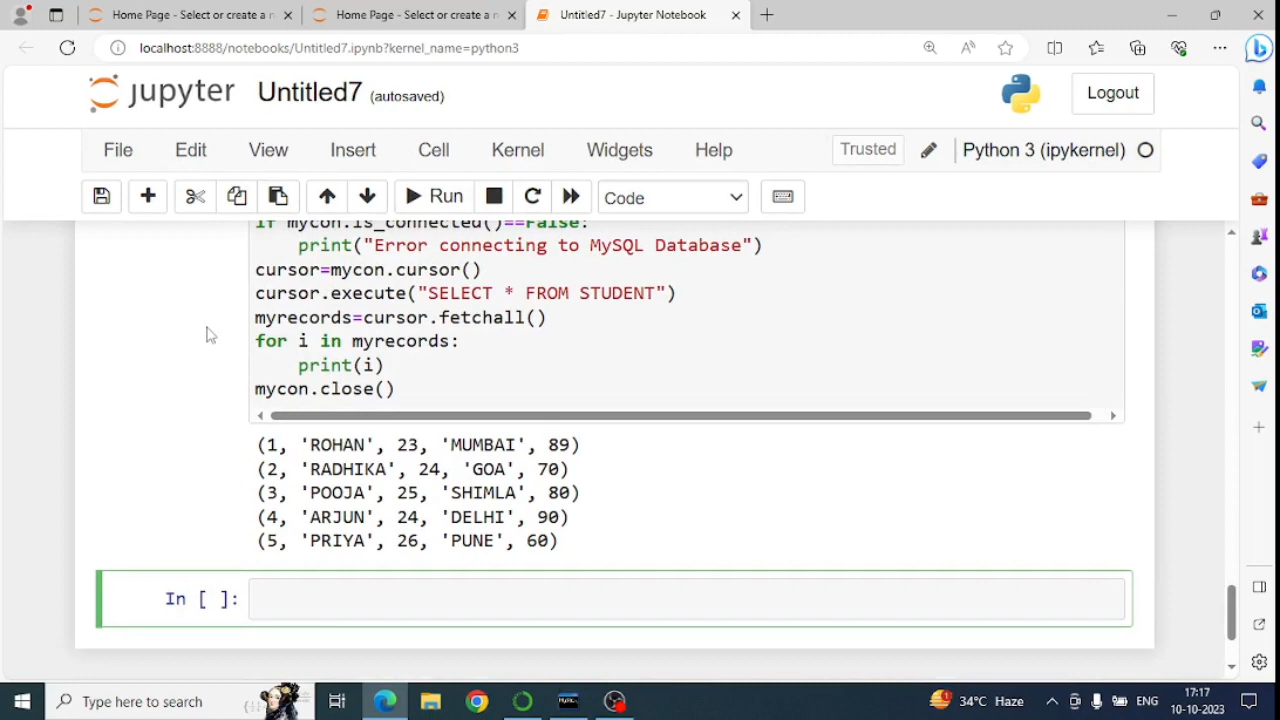 Home Page - Select or create a n
Home Page - Select or create a n
Untitled7 - Jupyter Notebook
localhost:8888/notebooks/Untitled7.ipynb?kernel_name=python3
jupyter Untitled7 (autosaved)
Logout
File Edit View Insert Cell Kernel Widgets Help Trusted Python 3 (ipykernel)
Run Code
if mycon.is_connected()==False:
print("Error connecting to MySQL Database")
cursor=mycon.cursor()
cursor.execute("SELECT * FROM STUDENT")
myrecords=cursor.fetchall()
for i in myrecords:
print(i)
mycon.close()
(1, 'ROHAN', 23, 'MUMBAI', 89)
(2, 'RADHIKA', 24, 'GOA', 70)
(3, 'POOJA', 25, 'SHIMLA', 80)
(4, 'ARJUN', 24, 'DELHI', 90)
(5, 'PRIYA', 26, 'PUNE', 60)
In [ ]:
Type here to search
34°C Haze
ENG
17:17
10-10-2023